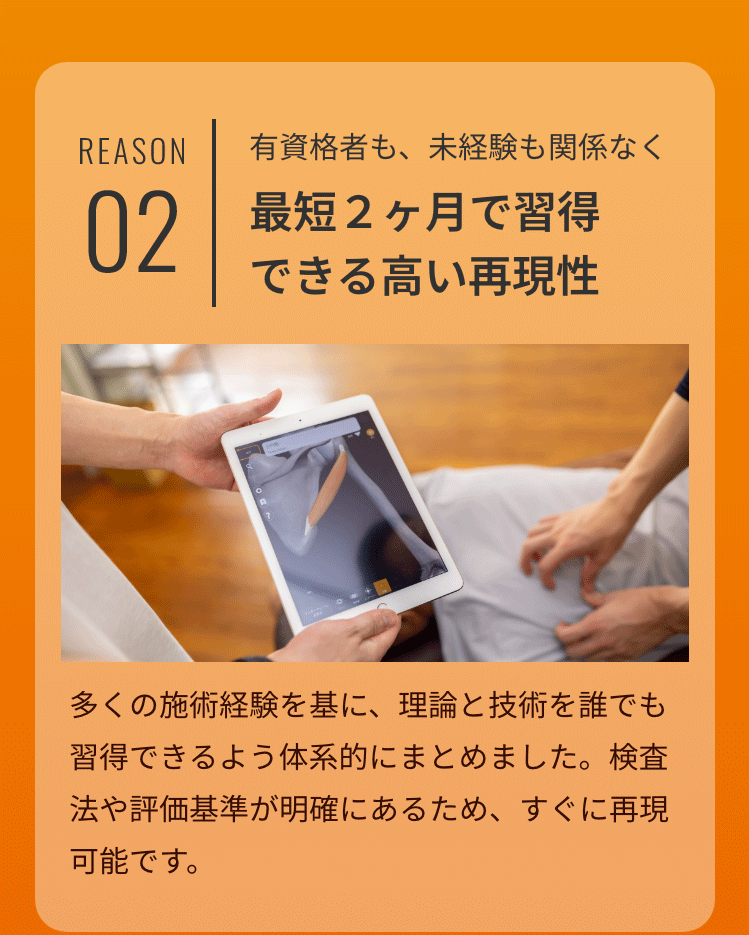 REASON
02
有資格者も、未経験も関係なく
最短２ヶ月で習得
できる高い再現性
多くの施術経験を基に、理論と技術を誰でも
習得できるよう体系的にまとめました。検査
法や評価基準が明確にあるため、すぐに再現
可能です。